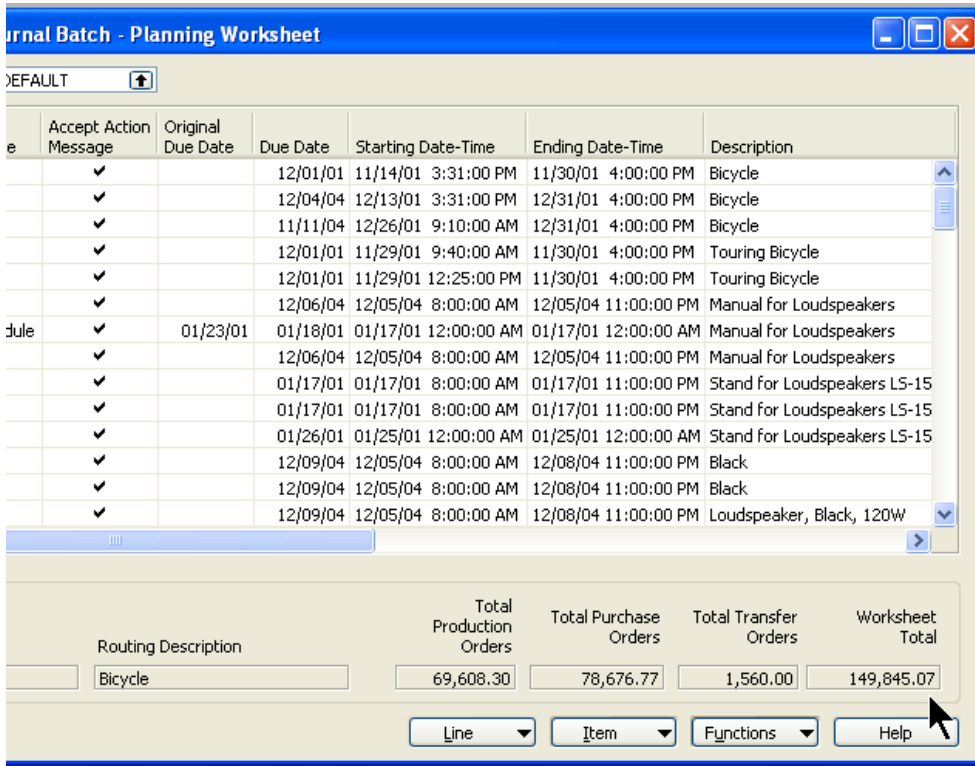 urnal Batch - Planning Worksheet
DEFAULT
Accept Action Original
e Message Due Date Due Date Starting Date-Time Ending Date-Time Description
12/01/01 11/14/01 3:31:00 PM 11/30/01 4:00:00 PM Bicycle
12/04/04 12/13/01 3:31:00 PM 12/31/01 4:00:00 PM Bicycle
11/11/04 12/26/01 9:10:00 AM 12/31/01 4:00:00 PM Bicycle
12/01/01 11/29/01 9:40:00 AM 11/30/01 4:00:00 PM Touring Bicycle
12/01/01 11/29/01 12:25:00 PM 11/30/01 4:00:00 PM Touring Bicycle
12/06/04 12/05/04 8:00:00 AM 12/05/04 11:00:00 PM Manual for Loudspeakers
dule 01/23/01 01/18/01 01/17/01 12:00:00 AM 01/17/01 12:00:00 AM Manual for Loudspeakers
12/06/04 12/05/04 8:00:00 AM 12/05/04 11:00:00 PM Manual for Loudspeakers
01/17/01 01/17/01 8:00:00 AM 01/17/01 11:00:00 PM Stand for Loudspeakers LS-15
01/17/01 01/17/01 8:00:00 AM 01/17/01 11:00:00 PM Stand for Loudspeakers LS-15
01/26/01 01/25/01 12:00:00 AM 01/25/01 12:00:00 AM Stand for Loudspeakers LS-15
12/09/04 12/05/04 8:00:00 AM 12/08/04 11:00:00 PM Black
12/09/04 12/05/04 8:00:00 AM 12/08/04 11:00:00 PM Black
12/09/04 12/05/04 8:00:00 AM 12/08/04 11:00:00 PM Loudspeaker, Black, 120W
Total
Production Total Purchase Total Transfer Worksheet
Routing Description Orders Orders Orders Total
Bicycle 69,608.30 78,676.77 1,560.00 149,845.07
Line Item Functions Help